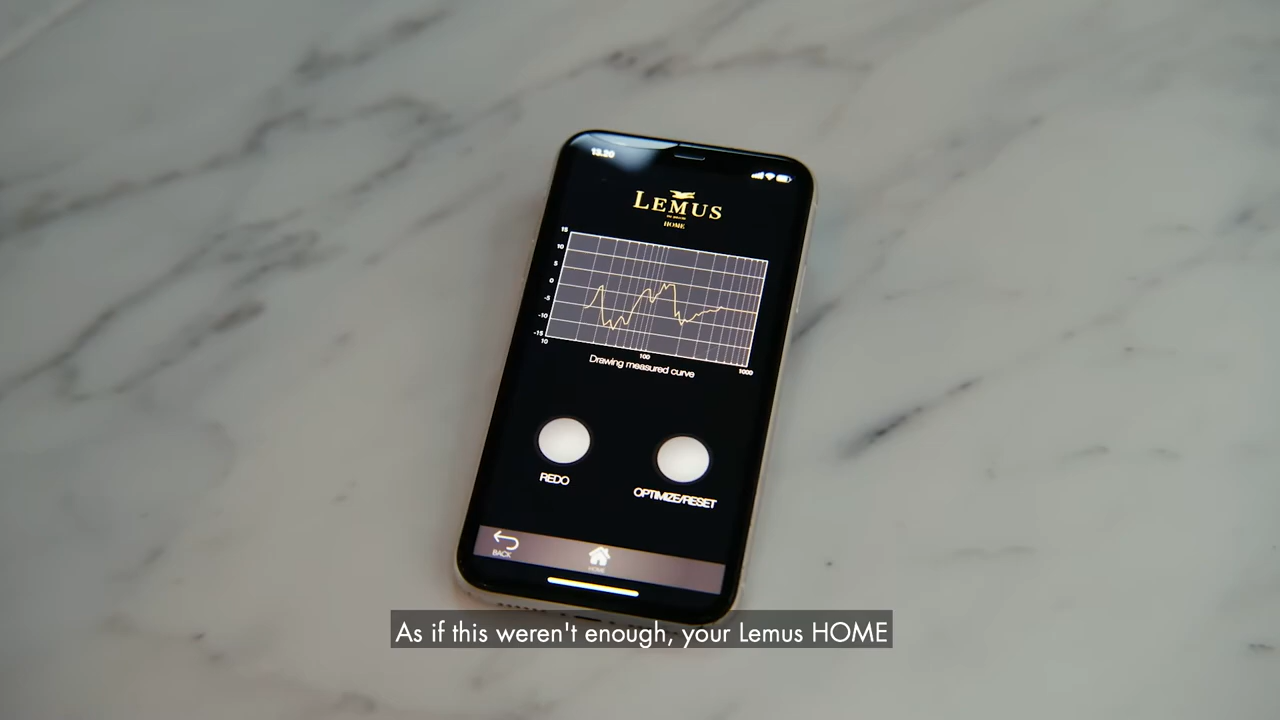 13.20
LEMUS
HOME
15
10
5
0
-5
-10
-15
10
100
1000
Drawing measured curve
REDO
OPTIMIZE/RESET
BACK
HOME
As if this weren't enough, your Lemus HOME